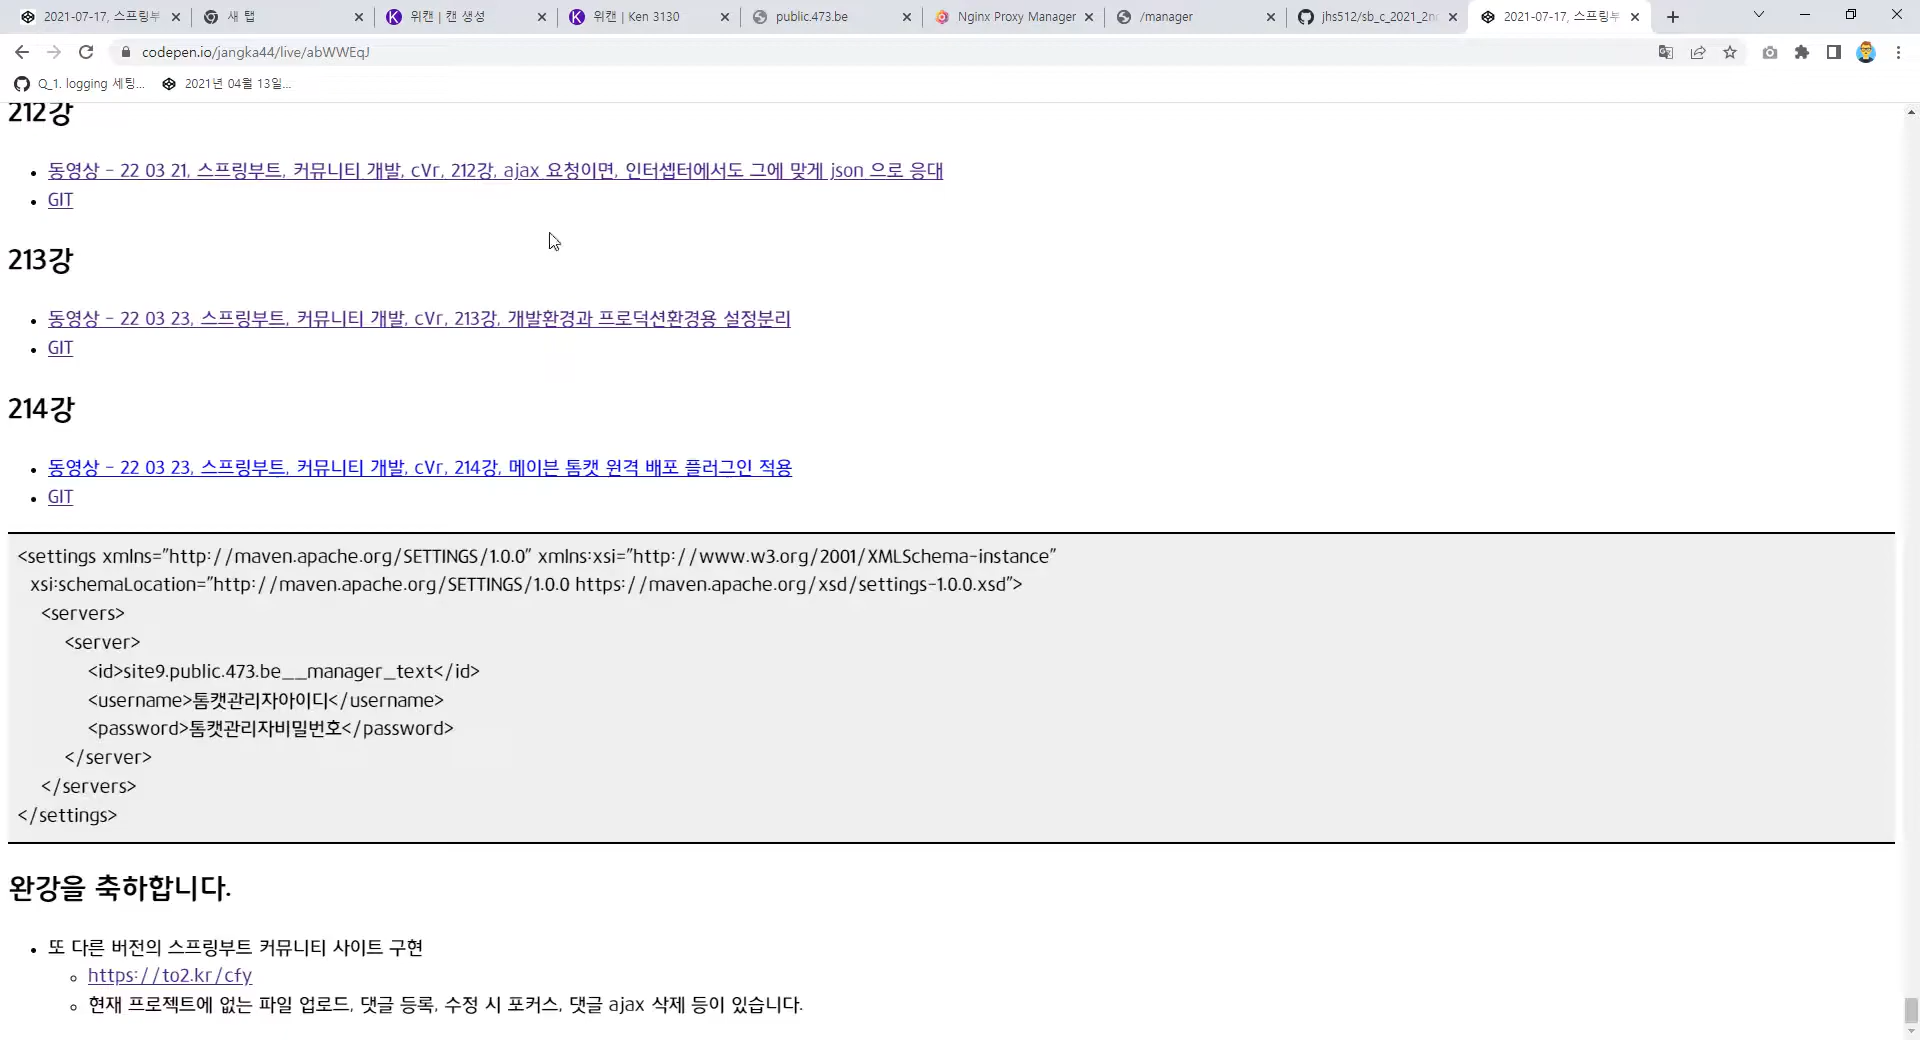 2021-07-17, 스프링부
새 탭
위캔 | 캔 생성
위캔 | Ken 3130
public.473.be
Nginx Proxy Manager
/manager
jhs512/sb_c_2021_2n
2021-07-17, 스프링부
codepen.io/jangka44/live/abWWEqJ
Q_1. logging 세팅...
2021년 04월 13일...
212강
동영상 - 22 03 21, 스프링부트, 커뮤니티 개발, cVr, 212강, ajax 요청이면, 인터셉터에서도 그에 맞게 json 으로 응대
GIT
213강
동영상 - 22 03 23, 스프링부트, 커뮤니티 개발, cVr, 213강, 개발환경과 프로덕션환경용 설정분리
GIT
214강
동영상 - 22 03 23, 스프링부트, 커뮤니티 개발, cVr, 214강, 메이븐 톰캣 원격 배포 플러그인 적용
GIT
<settings xmlns="http://maven.apache.org/SETTINGS/1.0.0" xmlns:xsi="http://www.w3.org/2001/XMLSchema-instance"
xsi:schemaLocation="http://maven.apache.org/SETTINGS/1.0.0 https://maven.apache.org/xsd/settings-1.0.0.xsd">
<servers>
<server>
<id>site9.public.473.be__manager_text</id>
<username>톰캣관리자아이디</username>
<password>톰캣관리자비밀번호</password>
</server>
</servers>
</settings>
완강을 축하합니다.
또 다른 버전의 스프링부트 커뮤니티 사이트 구현
https://to2.kr/cfy
현재 프로젝트에 없는 파일 업로드, 댓글 등록, 수정 시 포커스, 댓글 ajax 삭제 등이 있습니다.